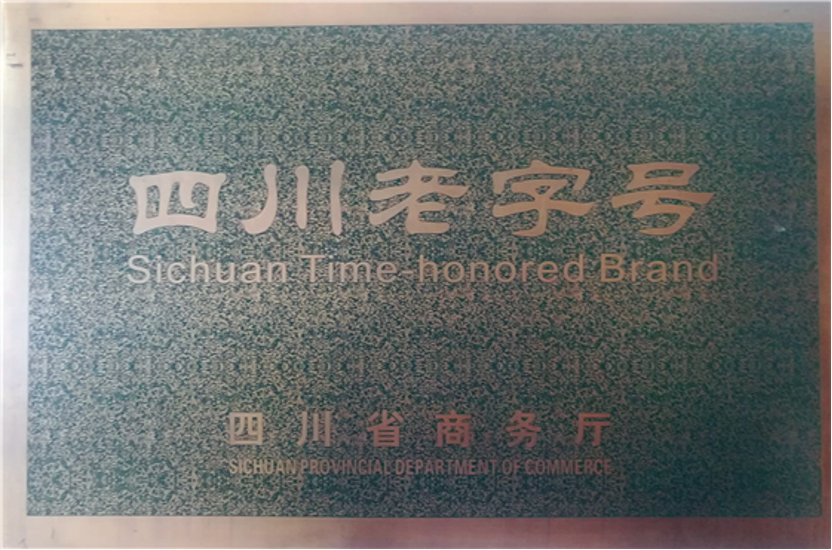 四川老字号
Sichuan Time-honored Brand
四川省商务厅
SICHUAN PROVINCIAL DEPARTMENT OF COMMERCE